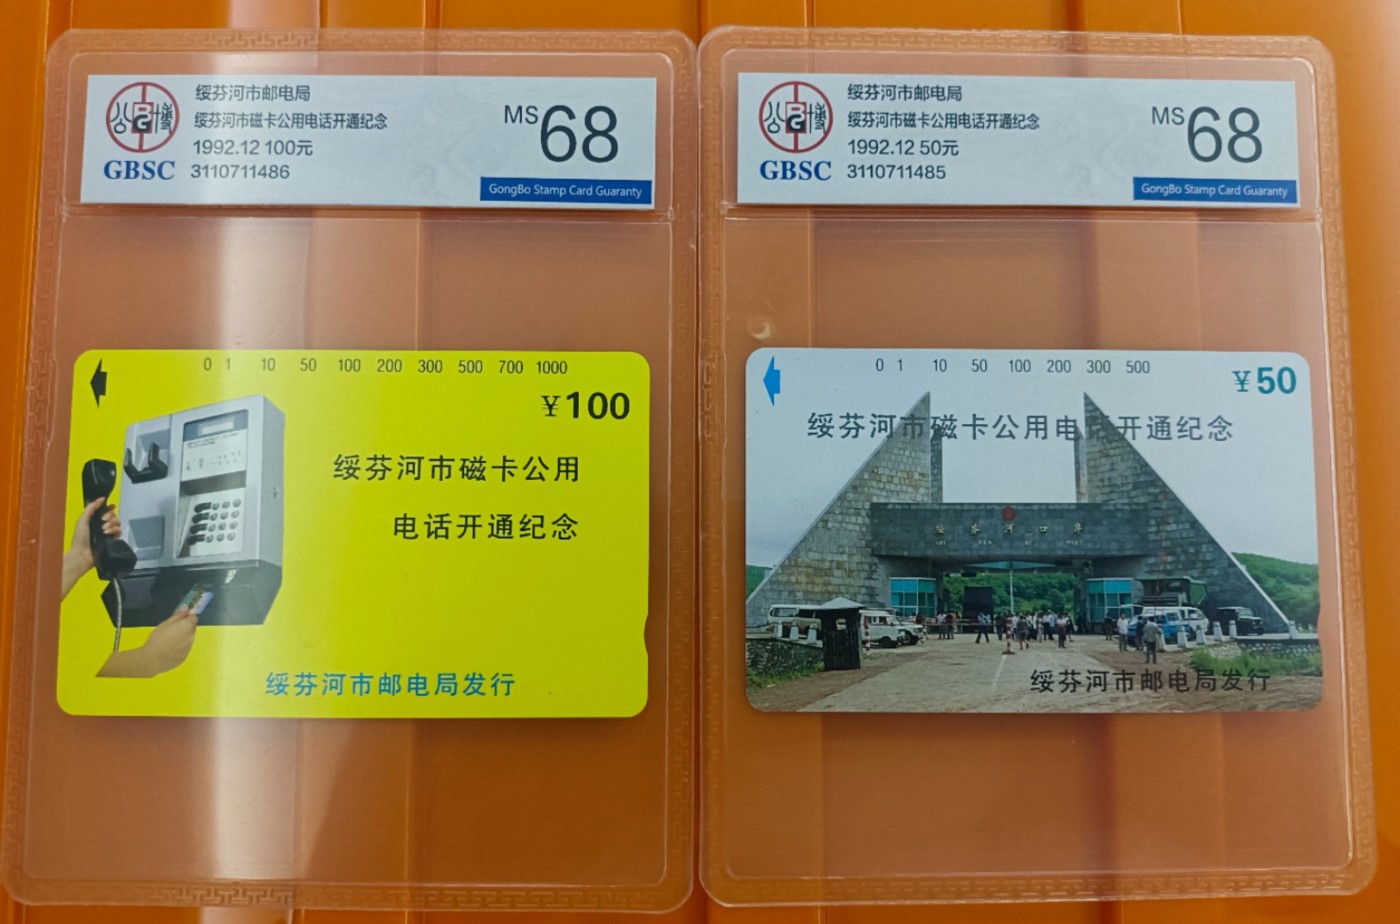 绥芬河市邮电局
绥芬河市磁卡公用电话开通纪念
1992.12 100元
3110711486
GBSC
MS 68
GongBo Stamp Card Guaranty
0 1 10 50 100 200 300 500 700 1000
¥100
绥芬河市磁卡公用
电话开通纪念
绥芬河市邮电局发行
绥芬河市邮电局
绥芬河市磁卡公用电话开通纪念
1992.12 50元
3110711485
GBSC
MS 68
GongBo Stamp Card Guaranty
0 1 10 50 100 200 300 500
¥50
绥芬河市磁卡公用电话开通纪念
绥芬河口岸
绥芬河市邮电局发行